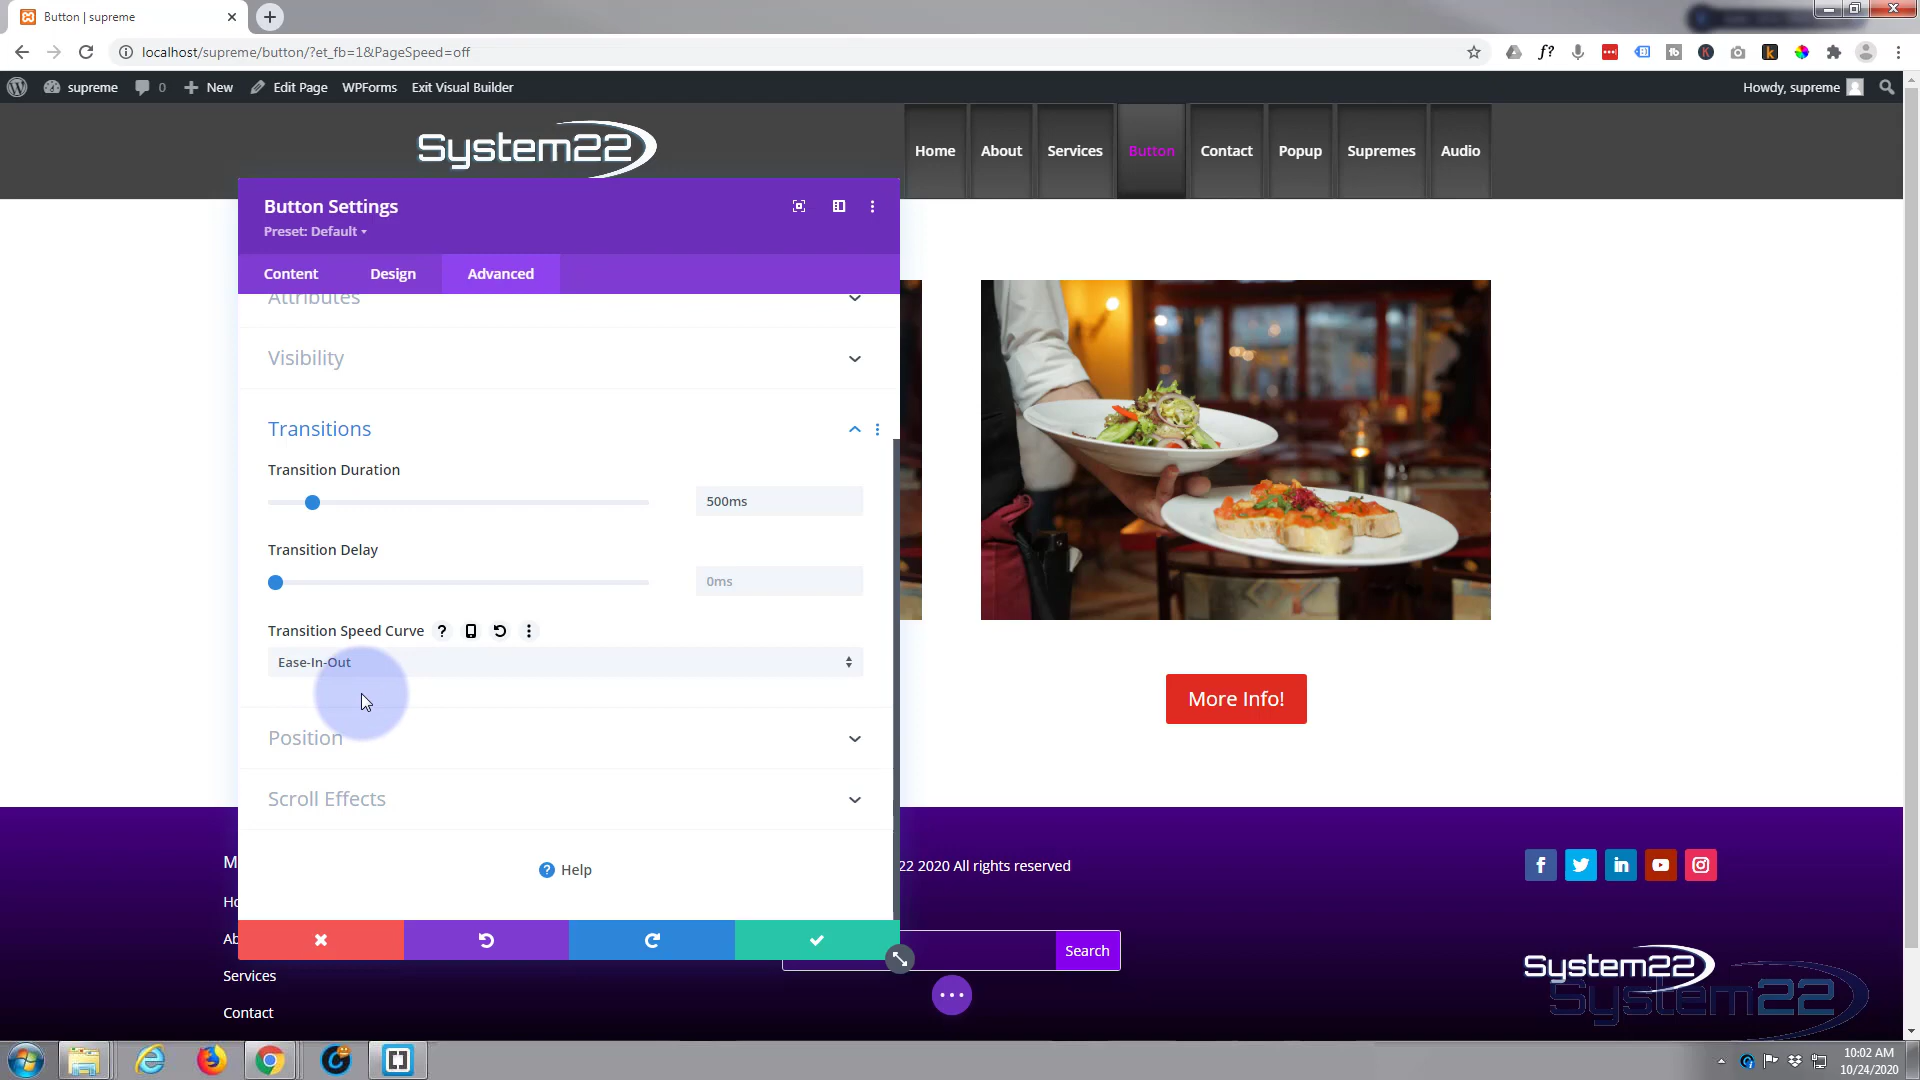 Button | supreme
localhost/supreme/button/?et_fb=1&PageSpeed=off
supreme 0 New Edit Page WPForms Exit Visual Builder Howdy, supreme
System22
Home About Services Button Contact Popup Supremes Audio
Button Settings
Preset: Default
Content Design Advanced
Attributes
Visibility
Transitions
Transition Duration
500ms
Transition Delay
0ms
Transition Speed Curve ?
Ease-In-Out
Position
Scroll Effects
? Help
More Info!
M
Ho
Ab
Services
Contact
22 2020 All rights reserved
Search
System22
System22
10:02 AM
10/24/2020